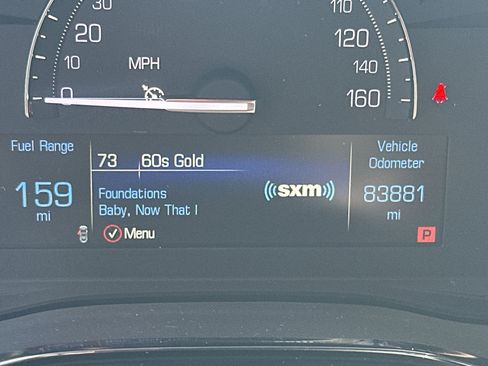 30
20
10
0
MPH
110
120
140
160
Fuel Range
159
mi
73 60s Gold
Foundations
Baby, Now That I
Menu
sxm
Vehicle
Odometer
83881
mi
P